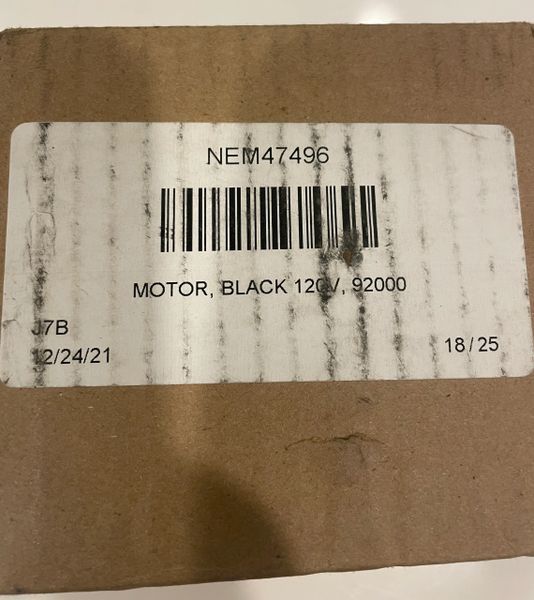 NEM47496
MOTOR, BLACK 120V, 92000
J7B
12/24/21
18/25